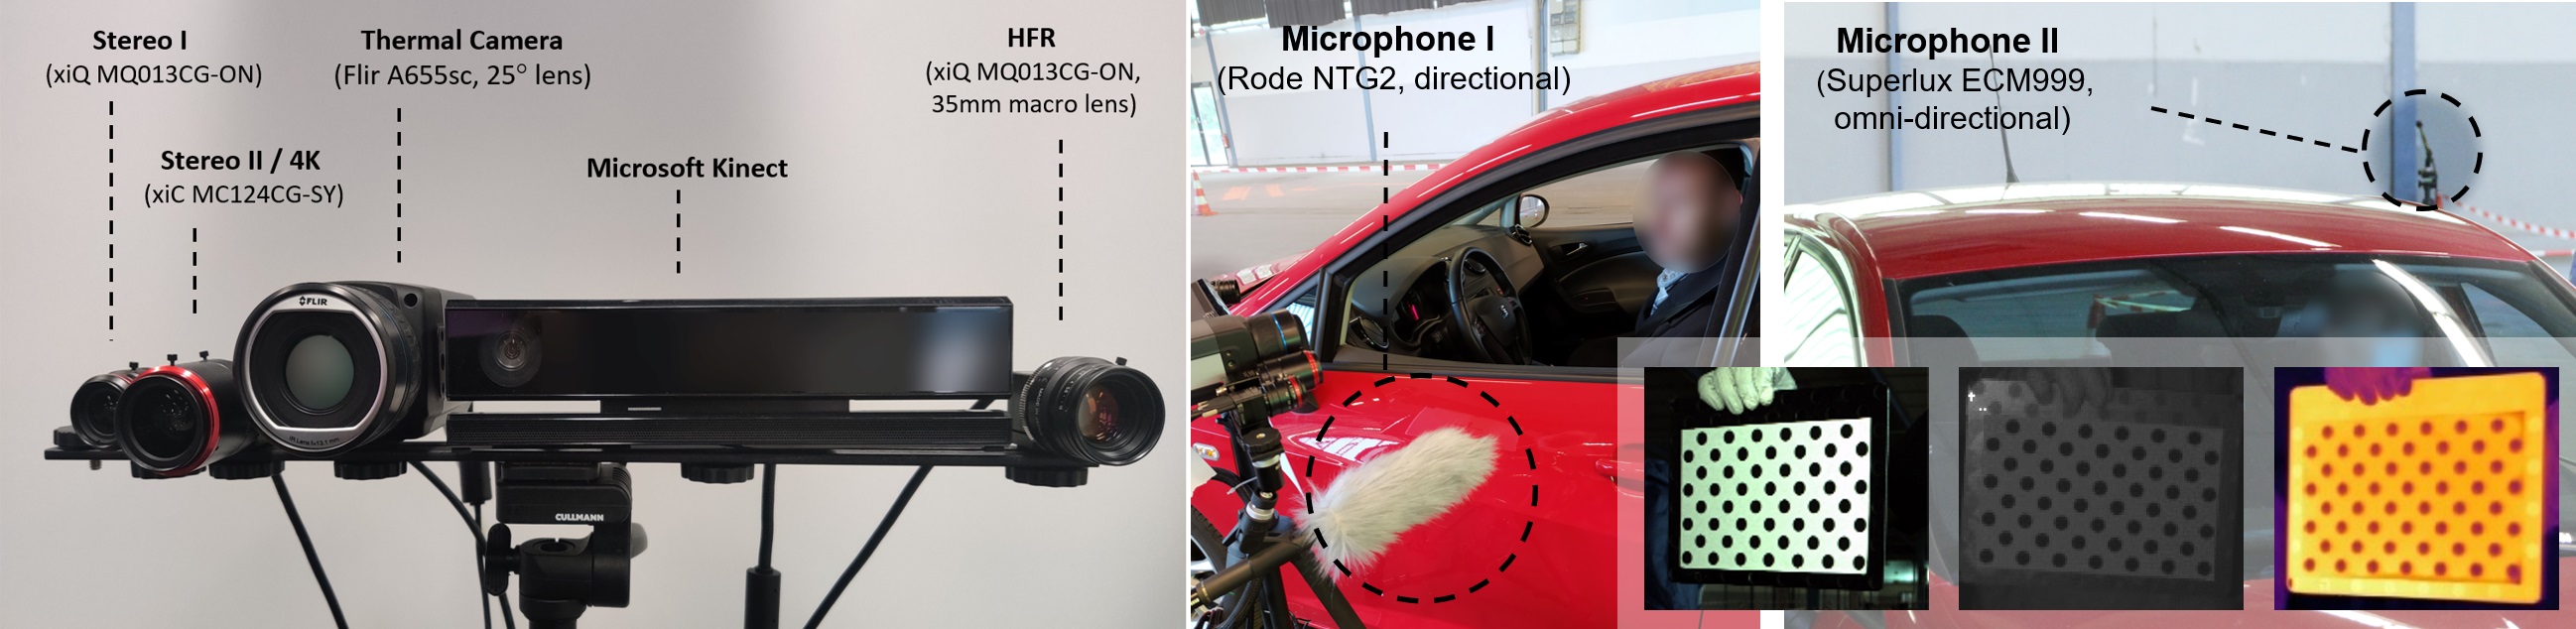 Stereo I
(xiQ MQ013CG-ON)
Stereo II / 4K
(xiC MC124CG-SY)
Thermal Camera
(Flir A655sc, 25° lens)
Microsoft Kinect
HFR
(xiQ MQ013CG-ON,
35mm macro lens)
FLIR
CULLMANN
Microphone I
(Rode NTG2, directional)
Microphone II
(Superlux ECM999,
omni-directional)